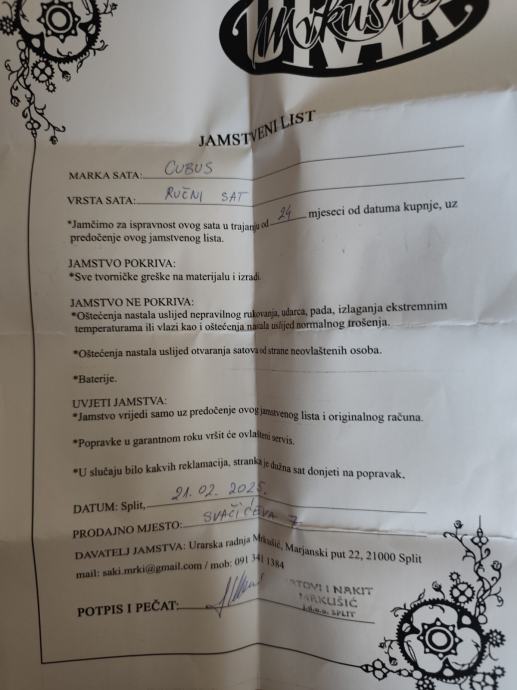 Mrkušić
JAMSTVENI LIST
MARKA SATA: CUBUS
VRSTA SATA: RUČNI SAT
*Jamčimo za ispravnost ovog sata u trajanju od 24 mjeseci od datuma kupnje, uz
predočenje ovog jamstvenog lista.
JAMSTVO POKRIVA:
*Sve tvorničke greške na materijalu i izradi.
JAMSTVO NE POKRIVA:
*Oštećenja nastala uslijed nepravilnog rukovanja, udarca, pada, izlaganja ekstremnim
temperaturama ili vlazi kao i oštećenja nastala uslijed normalnog trošenja.
*Oštećenja nastala uslijed otvaranja satova od strane neovlaštenih osoba.
*Baterije.
UVJETI JAMSTVA:
*Jamstvo vrijedi samo uz predočenje ovog jamstvenog lista i originalnog računa.
*Popravke u garantnom roku vršit će ovlašteni servis.
*U slučaju bilo kakvih reklamacija, stranka je dužna sat donjeti na popravak.
DATUM: Split, 21.02.2025.
PRODAJNO MJESTO: SVAČIĆEVA 7
DAVATELJ JAMSTVA: Urarska radnja Mrkušić, Marjanski put 22, 21000 Split
mail: saki.mrki@gmail.com / mob: 091 341 1384
POTPIS I PEČAT:
SATOVI I NAKIT
MRKUŠIĆ
j.d.o.o. SPLIT